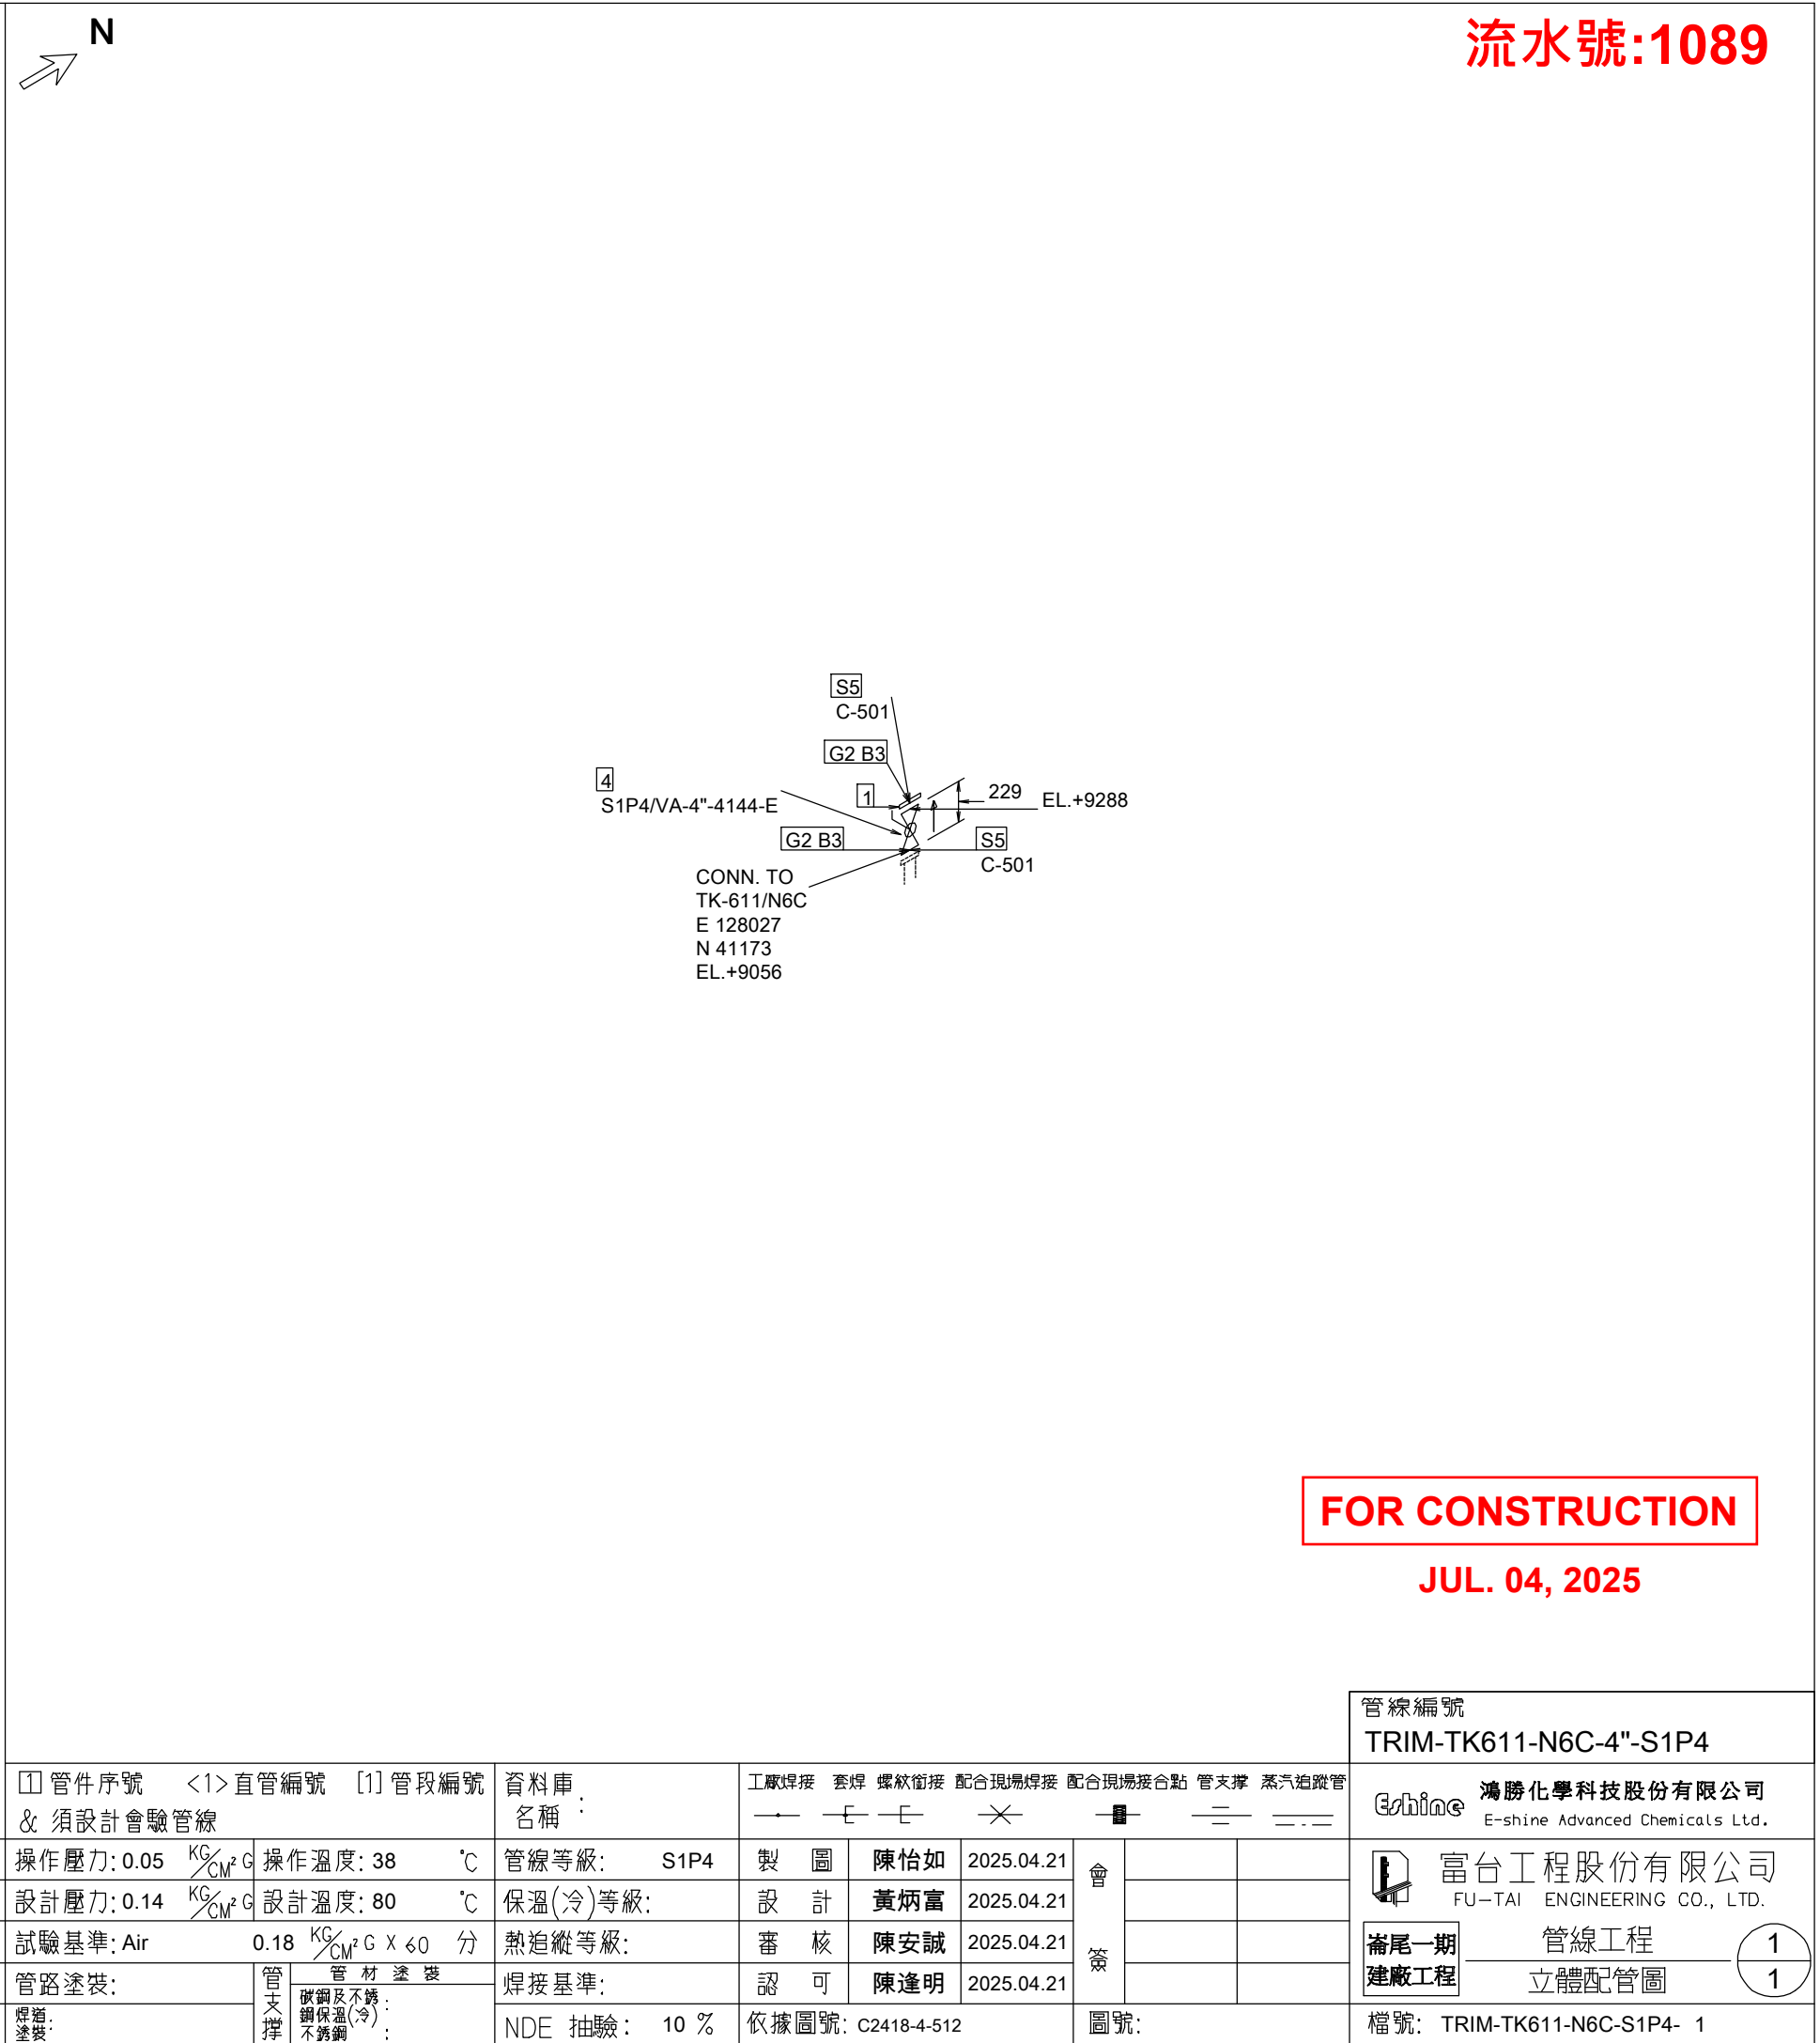 N
流水號:1089
S5
C-501
G2 B3
4
S1P4/VA-4"-4144-E
1
229
EL.+9288
G2 B3
S5
C-501
CONN. TO
TK-611/N6C
E 128027
N 41173
EL.+9056
FOR CONSTRUCTION
JUL. 04, 2025
管線編號
TRIM-TK611-N6C-4"-S1P4
1 管件序號 <1>直管編號 [1] 管段編號
& 須設計會驗管線
資料庫名稱 :
工廠焊接 套焊 螺紋銜接 配合現場焊接 配合現場接合點 管支撐 蒸汽追蹤管
Eshine 鴻勝化學科技股份有限公司
E-shine Advanced Chemicals Ltd.
操作壓力: 0.05 KG/CM² G 操作溫度: 38 ℃ 管線等級: S1P4 製圖 陳怡如 2025.04.21
設計壓力: 0.14 KG/CM² G 設計溫度: 80 ℃ 保溫(冷)等級: 設計 黃炳富 2025.04.21
試驗基準: Air 0.18 KG/CM² G X 60 分 熱追縱等級: 審核 陳安誠 2025.04.21
管路塗裝: 管支撐 管材塗裝 焊接基準: 認可 陳逢明 2025.04.21
會簽
焊道塗裝:
碳鋼及不銹鋼保溫(冷) :
不銹鋼 :
NDE 抽驗: 10 %
依據圖號: C2418-4-512
圖號:
富台工程股份有限公司
FU-TAI ENGINEERING CO., LTD.
崙尾一期
建廠工程
管線工程
立體配管圖
1
1
檔號: TRIM-TK611-N6C-S1P4- 1